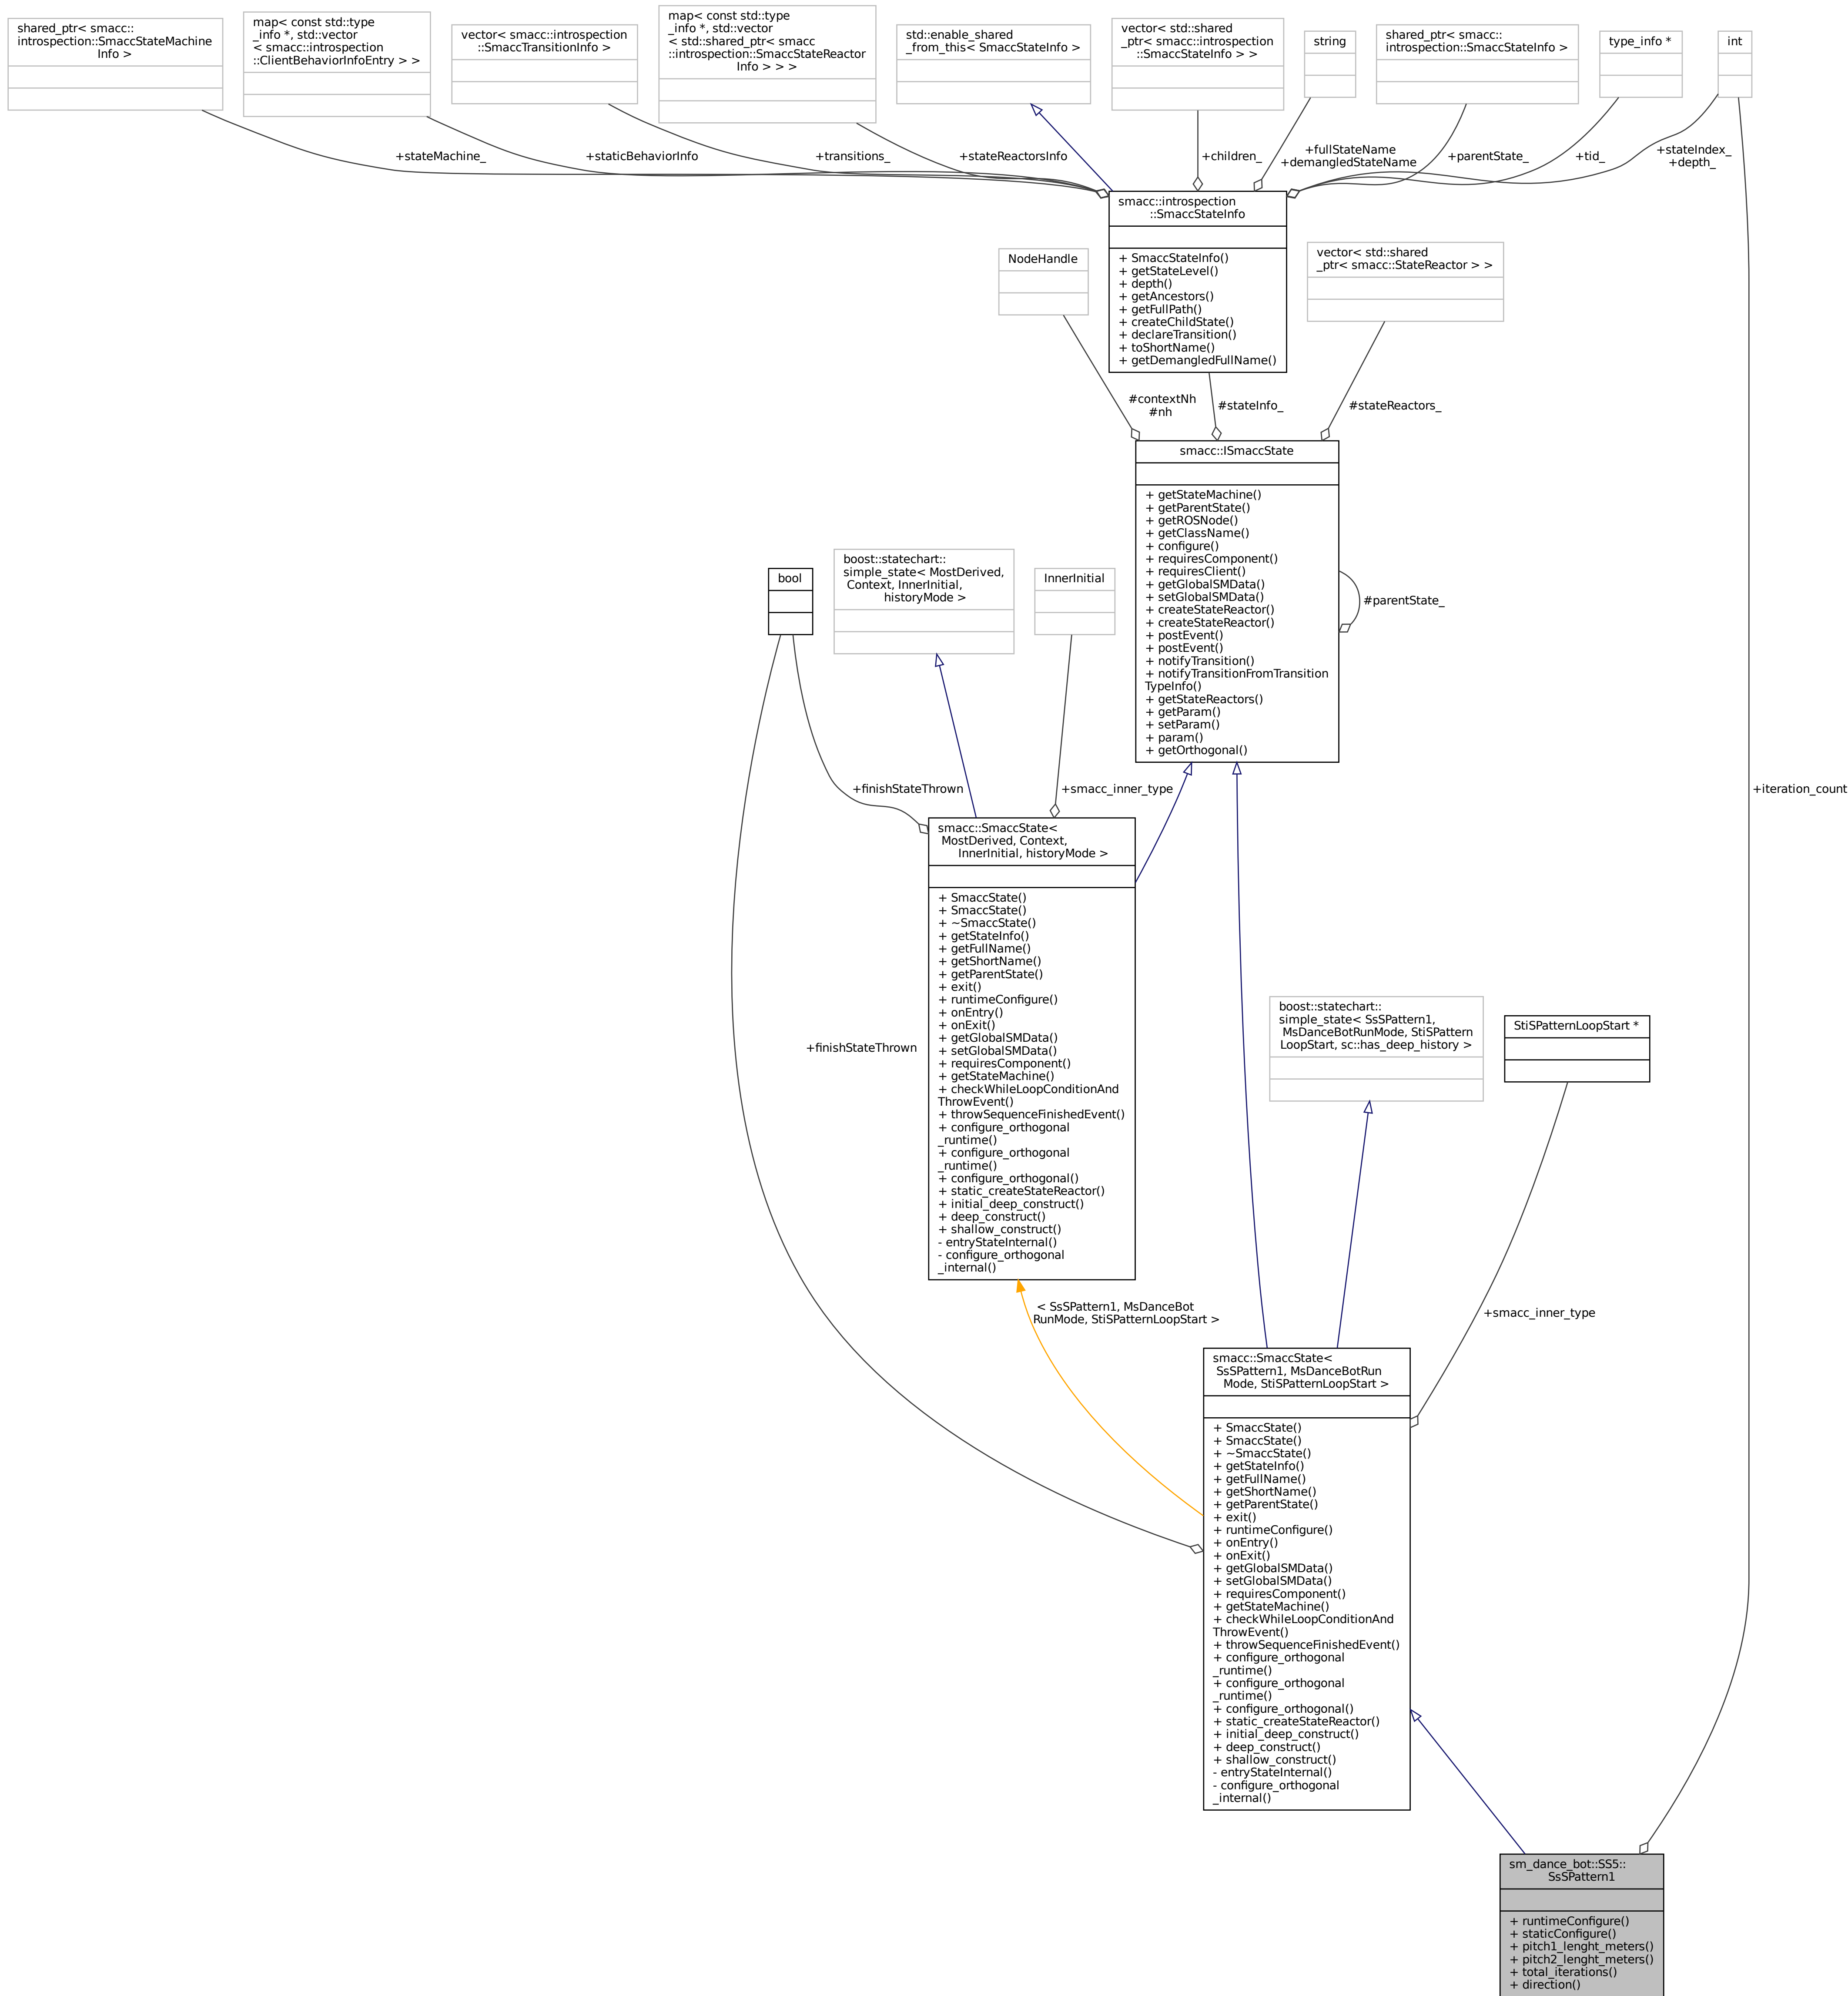 shared_ptr< smacc::
introspection::SmaccStateMachine
Info >
map< const std::type
_info *, std::vector
< smacc::introspection
::ClientBehaviorInfoEntry > >
vector< smacc::introspection
::SmaccTransitionInfo >
map< const std::type
_info *, std::vector
< std::shared_ptr< smacc
::introspection::SmaccStateReactor
Info > > >
std::enable_shared
_from_this< SmaccStateInfo >
vector< std::shared
_ptr< smacc::introspection
::SmaccStateInfo > >
string
shared_ptr< smacc::
introspection::SmaccStateInfo >
type_info *
int
+stateMachine_
+staticBehaviorInfo
+transitions_
+stateReactorsInfo
+children_
+fullStateName
+demangledStateName
+parentState_
+tid_
+stateIndex_
+depth_
smacc::introspection
::SmaccStateInfo
+ SmaccStateInfo()
+ getStateLevel()
+ depth()
+ getAncestors()
+ getFullPath()
+ createChildState()
+ declareTransition()
+ toShortName()
+ getDemangledFullName()
NodeHandle
vector< std::shared
_ptr< smacc::StateReactor > >
#contextNh
#nh
#stateInfo_
#stateReactors_
smacc::ISmaccState
+ getStateMachine()
+ getParentState()
+ getROSNode()
+ getClassName()
+ configure()
+ requiresComponent()
+ requiresClient()
+ getGlobalSMData()
+ setGlobalSMData()
+ createStateReactor()
+ createStateReactor()
+ postEvent()
+ postEvent()
+ notifyTransition()
+ notifyTransitionFromTransition
TypeInfo()
+ getStateReactors()
+ getParam()
+ setParam()
+ param()
+ getOrthogonal()
#parentState_
bool
boost::statechart::
simple_state< MostDerived,
Context, InnerInitial,
historyMode >
InnerInitial
+finishStateThrown
+smacc_inner_type
+iteration_count
smacc::SmaccState<
MostDerived, Context,
InnerInitial, historyMode >
+ SmaccState()
+ SmaccState()
+ ~SmaccState()
+ getStateInfo()
+ getFullName()
+ getShortName()
+ getParentState()
+ exit()
+ runtimeConfigure()
+ onEntry()
+ onExit()
+ getGlobalSMData()
+ setGlobalSMData()
+ requiresComponent()
+ getStateMachine()
+ checkWhileLoopConditionAnd
ThrowEvent()
+ throwSequenceFinishedEvent()
+ configure_orthogonal
_runtime()
+ configure_orthogonal
_runtime()
+ configure_orthogonal()
+ static_createStateReactor()
+ initial_deep_construct()
+ deep_construct()
+ shallow_construct()
- entryStateInternal()
- configure_orthogonal
_internal()
+finishStateThrown
boost::statechart::
simple_state< SsSPattern1,
MsDanceBotRunMode, StiSPattern
LoopStart, sc::has_deep_history >
StiSPatternLoopStart *
< SsSPattern1, MsDanceBot
RunMode, StiSPatternLoopStart >
+smacc_inner_type
smacc::SmaccState<
SsSPattern1, MsDanceBotRun
Mode, StiSPatternLoopStart >
+ SmaccState()
+ SmaccState()
+ ~SmaccState()
+ getStateInfo()
+ getFullName()
+ getShortName()
+ getParentState()
+ exit()
+ runtimeConfigure()
+ onEntry()
+ onExit()
+ getGlobalSMData()
+ setGlobalSMData()
+ requiresComponent()
+ getStateMachine()
+ checkWhileLoopConditionAnd
ThrowEvent()
+ throwSequenceFinishedEvent()
+ configure_orthogonal
_runtime()
+ configure_orthogonal
_runtime()
+ configure_orthogonal()
+ static_createStateReactor()
+ initial_deep_construct()
+ deep_construct()
+ shallow_construct()
- entryStateInternal()
- configure_orthogonal
_internal()
sm_dance_bot::SS5::
SsSPattern1
+ runtimeConfigure()
+ staticConfigure()
+ pitch1_lenght_meters()
+ pitch2_lenght_meters()
+ total_iterations()
+ direction()